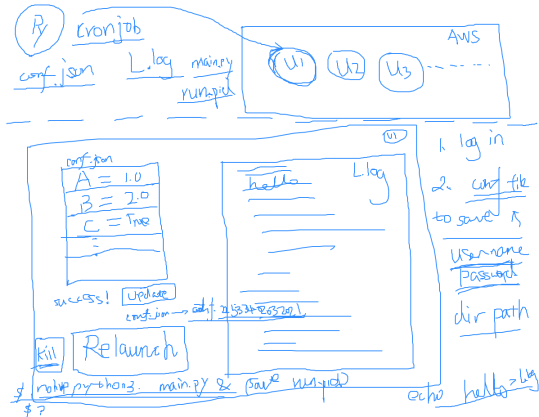 Py cronjob
conf.json L.log main.py
run.pid
AWS
U1 U2 U3
U1
conf.json
A = 1.0
B = 2.0
C = True
success! Update
conf.json →
Kill Relaunch
$ nohup python3 main.py & save run.pid
$ ?
L.log
hello
1. log in
2. conf file
to save
username
password
dir path
echo hello > L.log